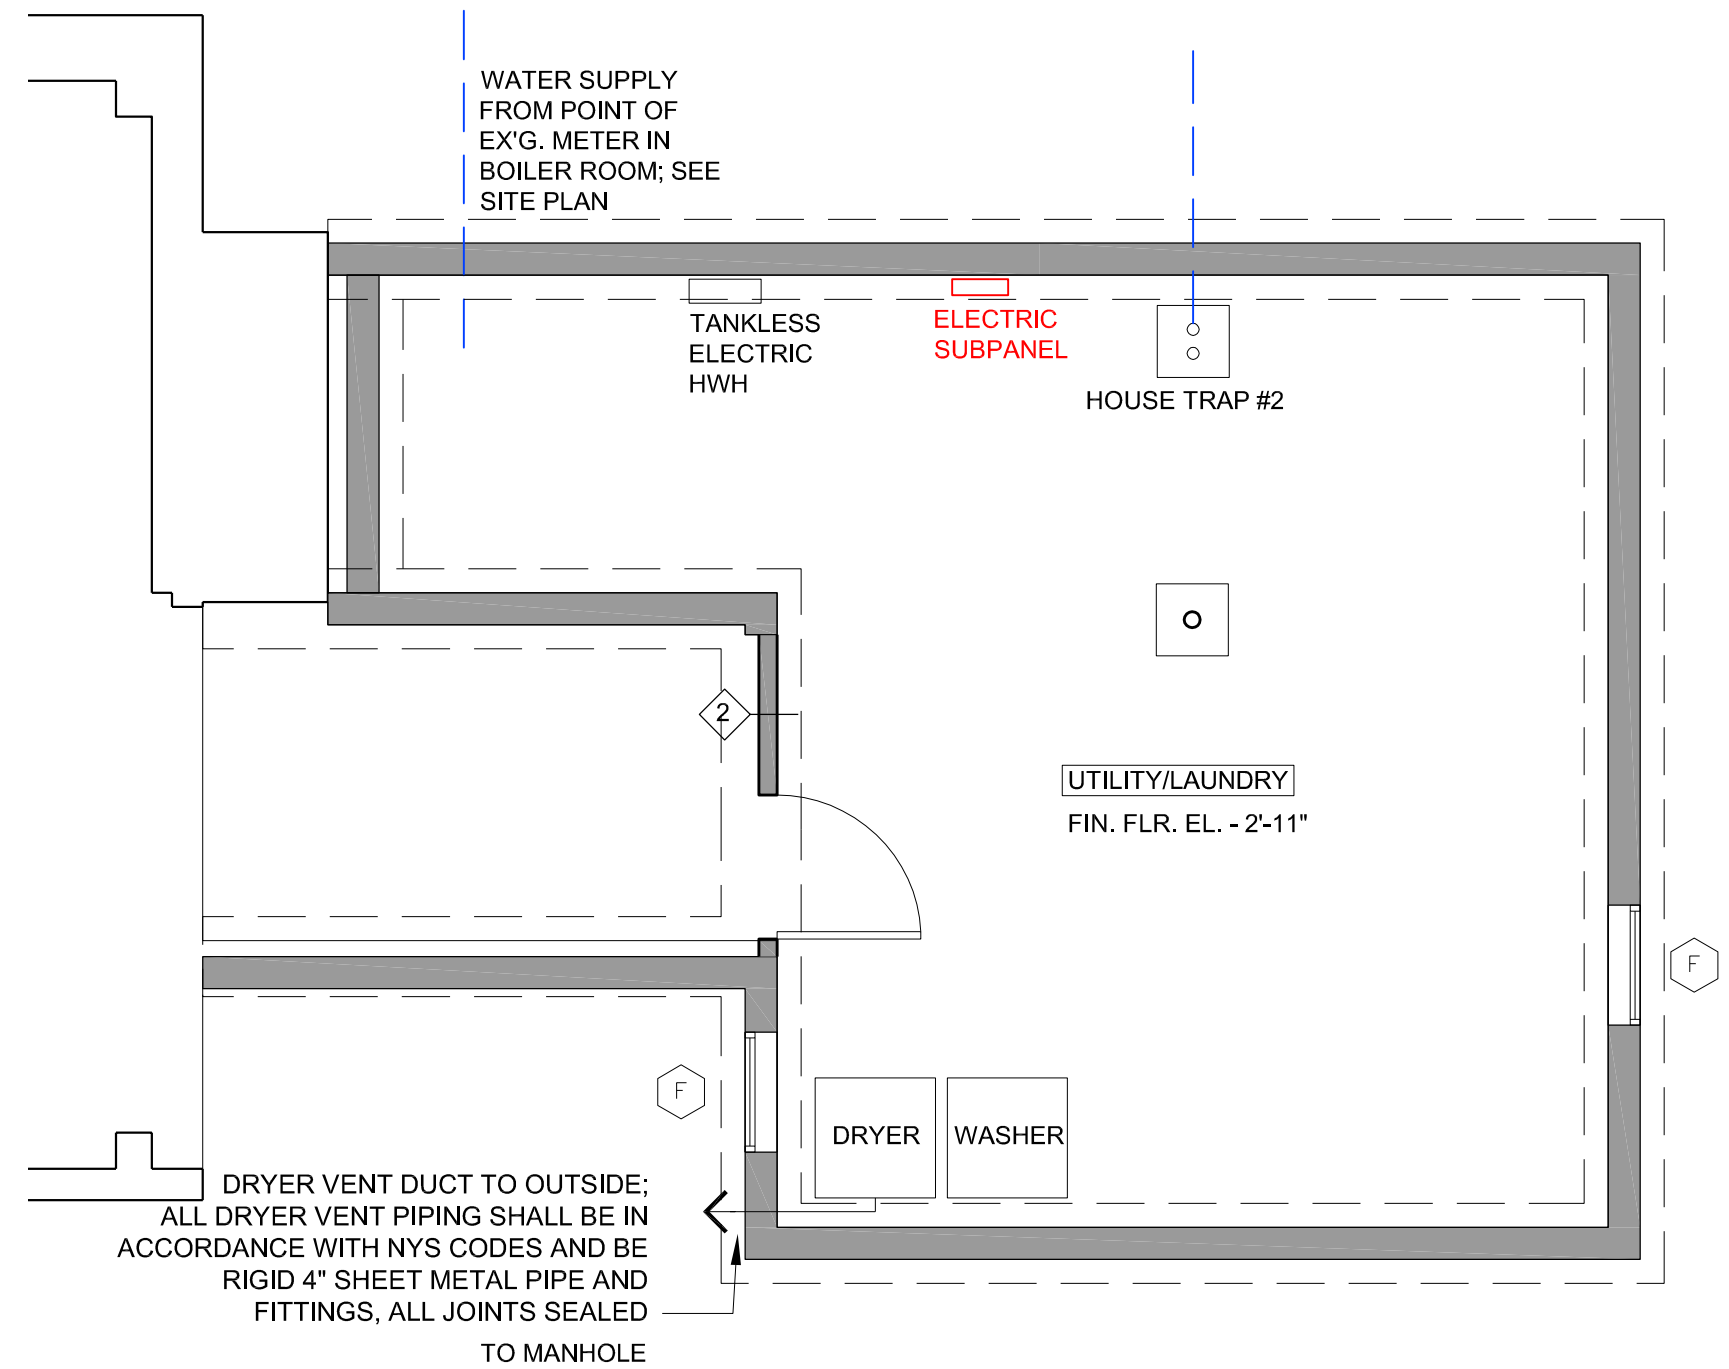 WATER SUPPLY
FROM POINT OF
EX'G. METER IN
BOILER ROOM; SEE
SITE PLAN
TANKLESS
ELECTRIC
HWH
ELECTRIC
SUBPANEL
HOUSE TRAP #2
2
UTILITY/LAUNDRY
FIN. FLR. EL. - 2'-11"
F
F
DRYER
WASHER
DRYER VENT DUCT TO OUTSIDE;
ALL DRYER VENT PIPING SHALL BE IN
ACCORDANCE WITH NYS CODES AND BE
RIGID 4" SHEET METAL PIPE AND
FITTINGS, ALL JOINTS SEALED
TO MANHOLE